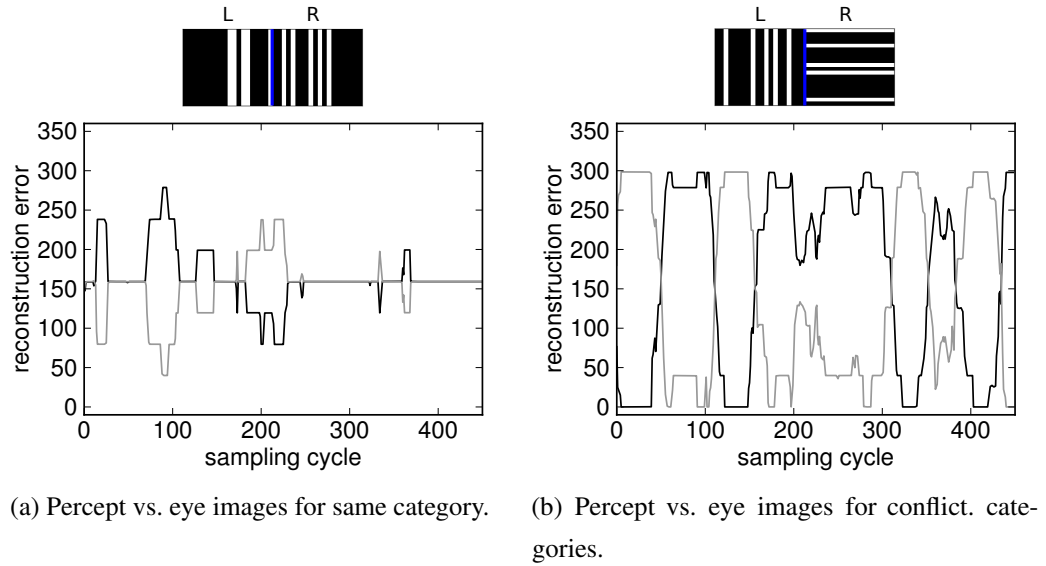 L R
350
300
250
200
150
100
50
0
reconstruction error
0 100 200 300 400
sampling cycle
(a) Percept vs. eye images for same category.
L R
350
300
250
200
150
100
50
0
reconstruction error
0 100 200 300 400
sampling cycle
(b) Percept vs. eye images for conflict. cate-
gories.